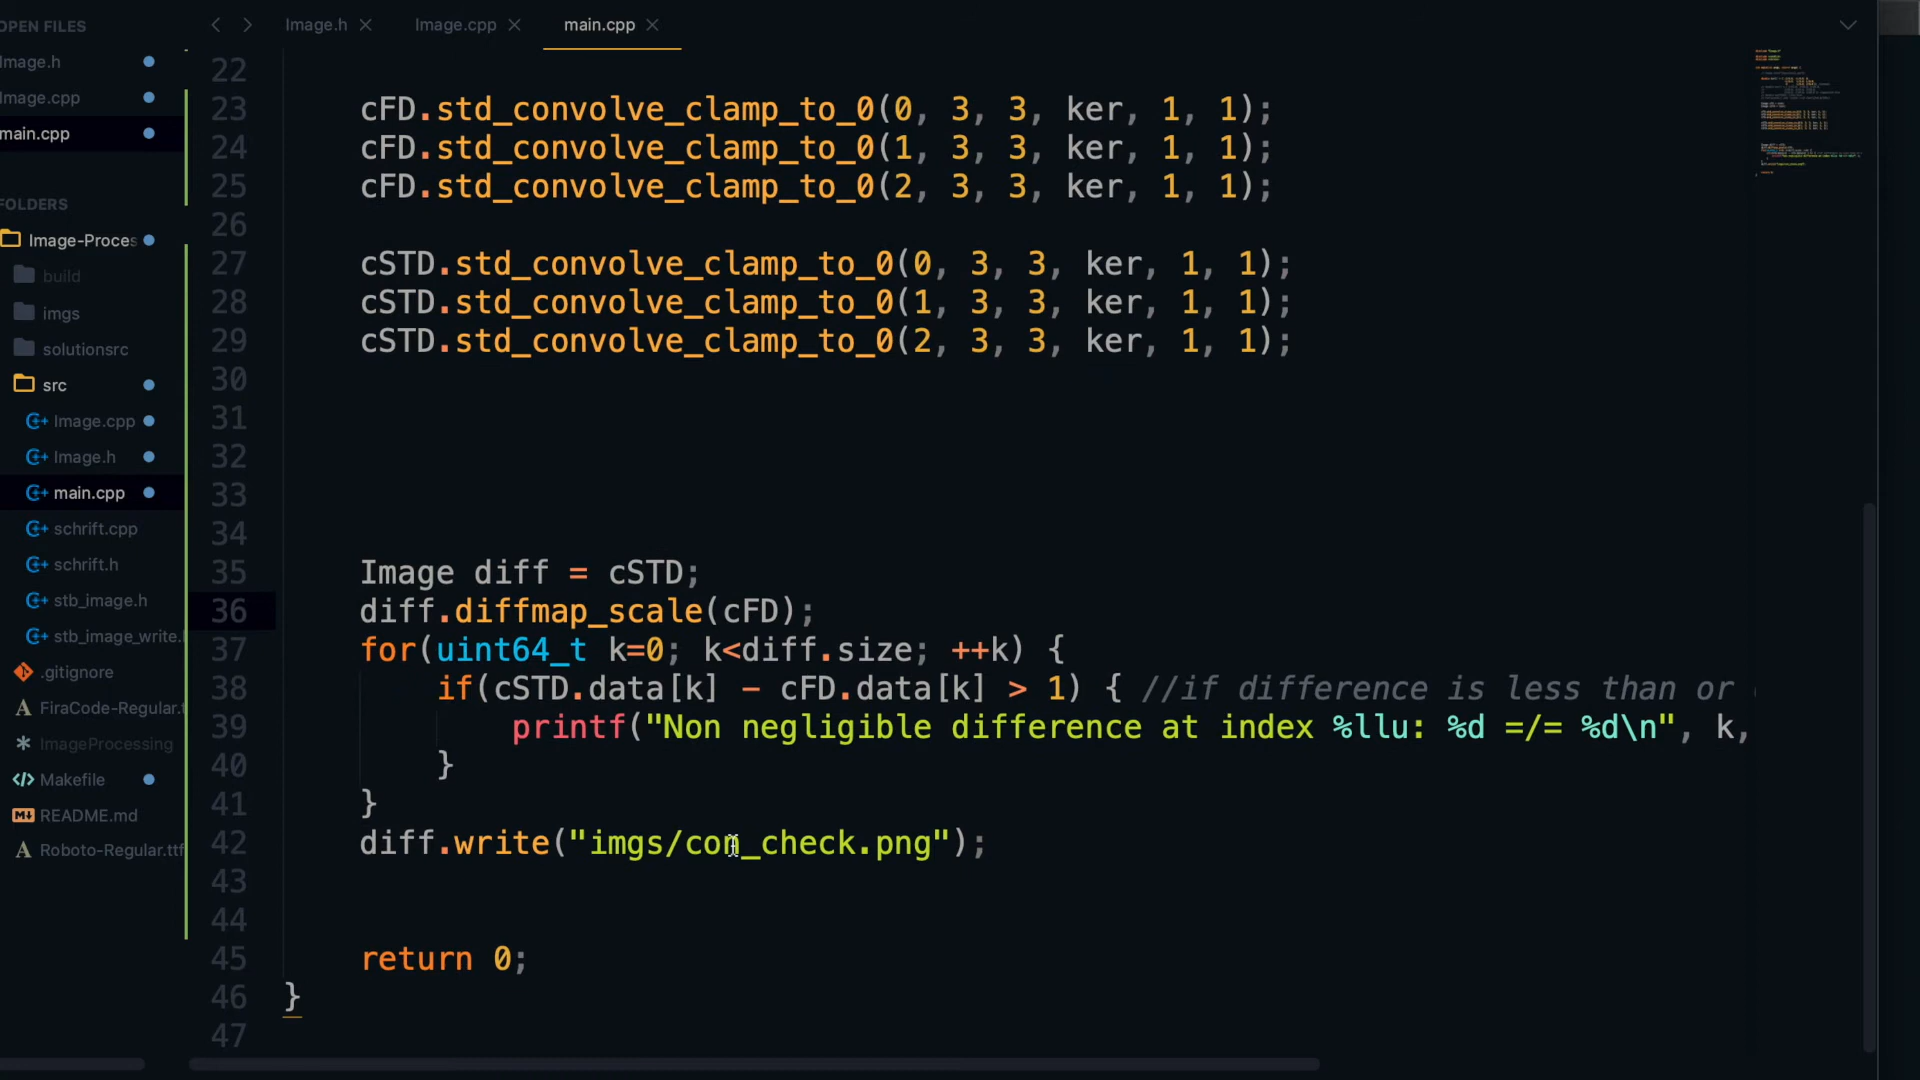 OPEN FILES
Image.h
Image.cpp
main.cpp
FOLDERS
Image-Proces
build
imgs
solutionsrc
src
Image.cpp
Image.h
main.cpp
schrift.cpp
schrift.h
stb_image.h
stb_image_write.
.gitignore
FiraCode-Regular.t
ImageProcessing
Makefile
README.md
Roboto-Regular.ttf
Image.h
Image.cpp
main.cpp
22
23 cFD.std_convolve_clamp_to_0(0, 3, 3, ker, 1, 1);
24 cFD.std_convolve_clamp_to_0(1, 3, 3, ker, 1, 1);
25 cFD.std_convolve_clamp_to_0(2, 3, 3, ker, 1, 1);
26
27 cSTD.std_convolve_clamp_to_0(0, 3, 3, ker, 1, 1);
28 cSTD.std_convolve_clamp_to_0(1, 3, 3, ker, 1, 1);
29 cSTD.std_convolve_clamp_to_0(2, 3, 3, ker, 1, 1);
30
31
32
33
34
35 Image diff = cSTD;
36 diff.diffmap_scale(cFD);
37 for(uint64_t k=0; k<diff.size; ++k) {
38 if(cSTD.data[k] - cFD.data[k] > 1) { //if difference is less than or
39 printf("Non negligible difference at index %llu: %d =/= %d\n", k,
40 }
41 }
42 diff.write("imgs/con_check.png");
43
44
45 return 0;
46 }
47